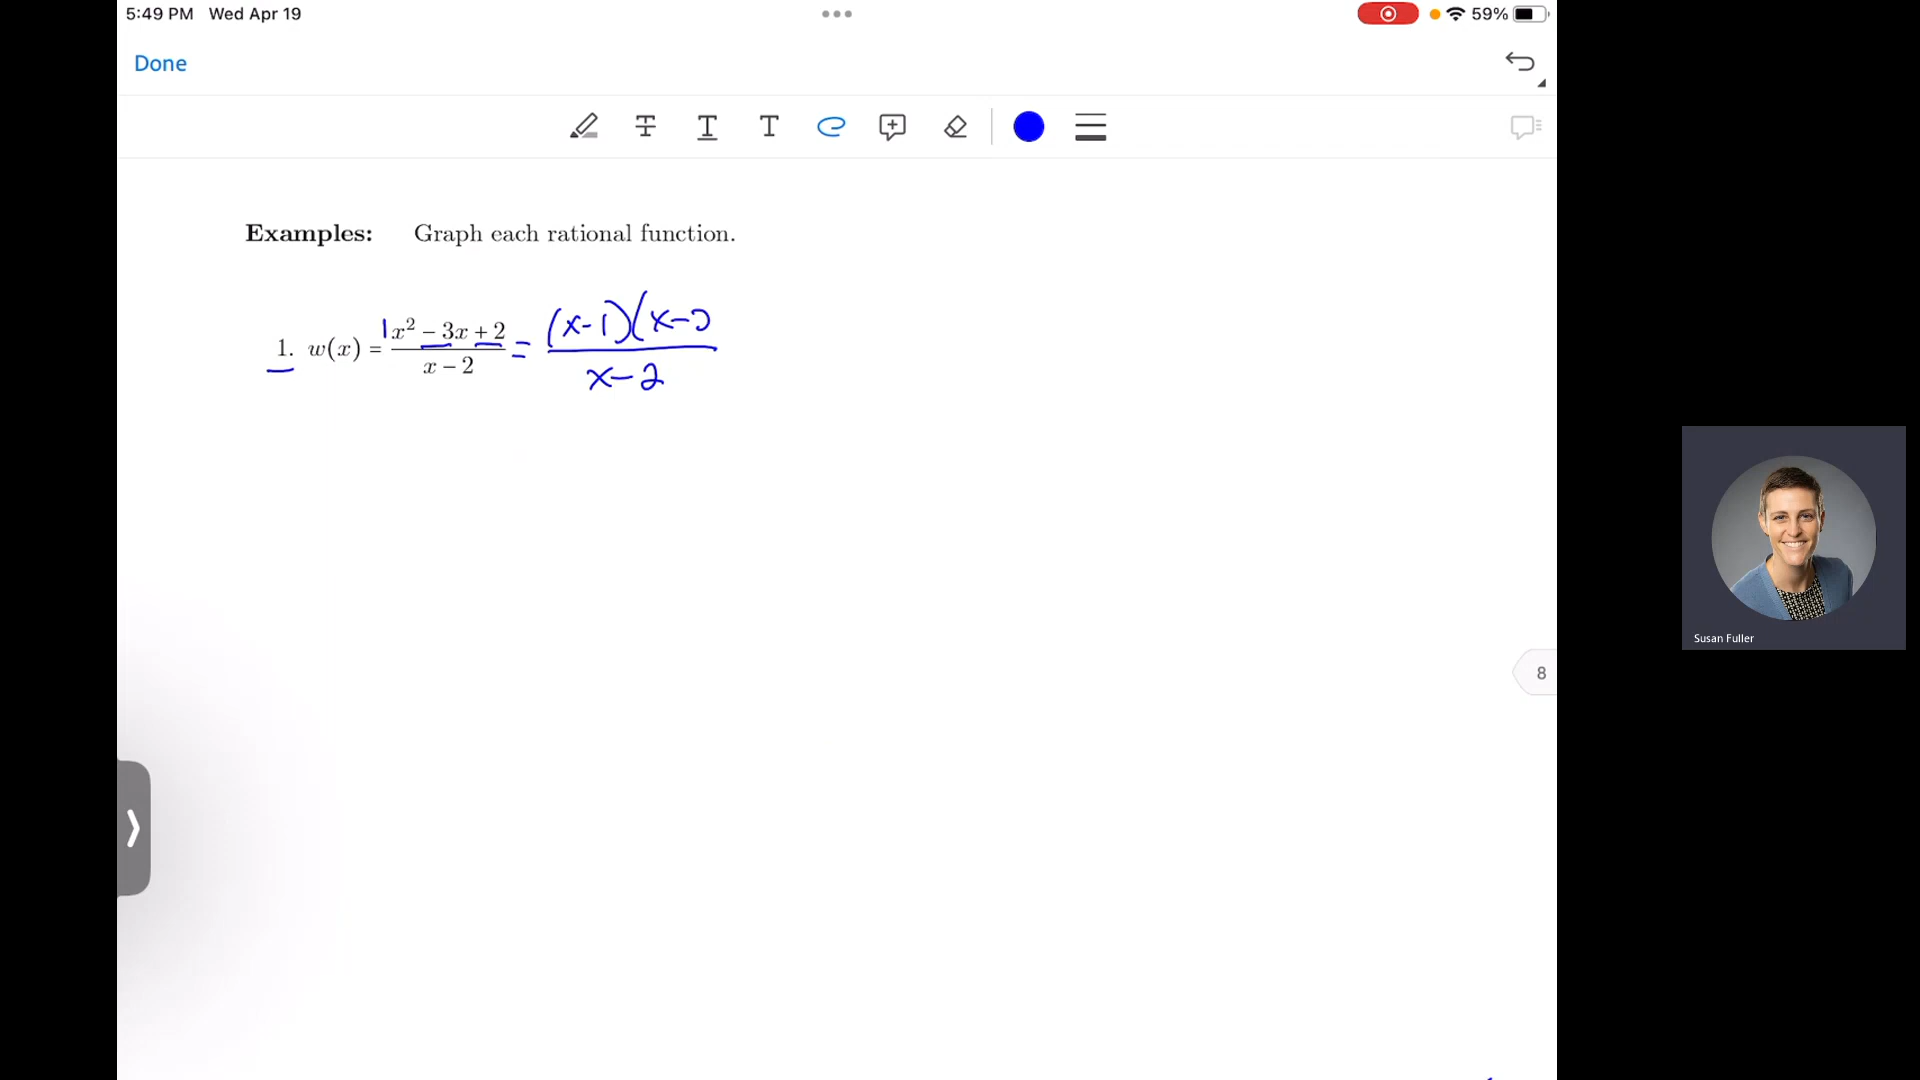 5:49 PM Wed Apr 19
59%
Done
T T T
Examples: Graph each rational function.
1. w(x) = (1x² − 3x + 2)/(x − 2) = (x-1)(x-
x-2
8
Susan Fuller